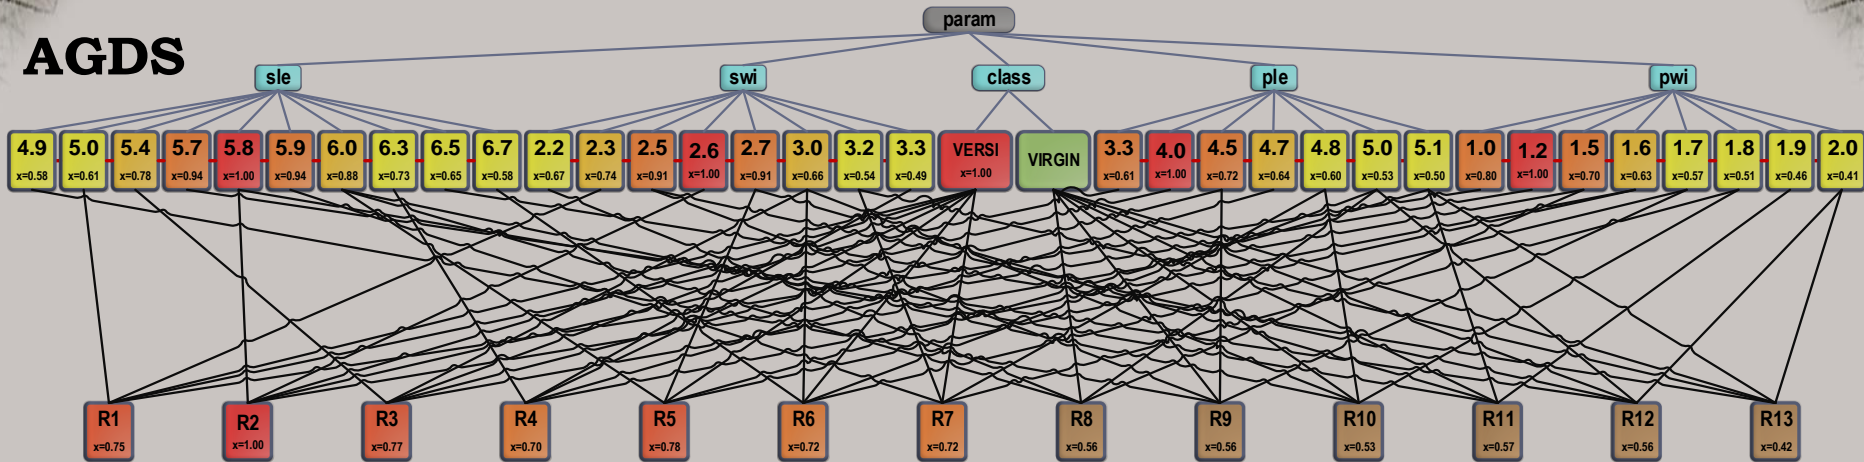 param
AGDS
sle swi class ple pwi
4.9 5.0 5.4 5.7 5.8 5.9 6.0 6.3 6.5 6.7 2.2 2.3 2.5 2.6 2.7 3.0 3.2 3.3 VERSI VIRGIN 3.3 4.0 4.5 4.7 4.8 5.0 5.1 1.0 1.2 1.5 1.6 1.7 1.8 1.9 2.0
x=0.58 x=0.61 x=0.78 x=0.94 x=1.00 x=0.94 x=0.88 x=0.73 x=0.65 x=0.58 x=0.67 x=0.74 x=0.91 x=1.00 x=0.91 x=0.66 x=0.54 x=0.49 x=1.00 x=0.61 x=1.00 x=0.72 x=0.64 x=0.60 x=0.53 x=0.50 x=0.80 x=1.00 x=0.70 x=0.63 x=0.57 x=0.51 x=0.46 x=0.41
R1 R2 R3 R4 R5 R6 R7 R8 R9 R10 R11 R12 R13
x=0.75 x=1.00 x=0.77 x=0.70 x=0.78 x=0.72 x=0.72 x=0.56 x=0.56 x=0.53 x=0.57 x=0.56 x=0.42